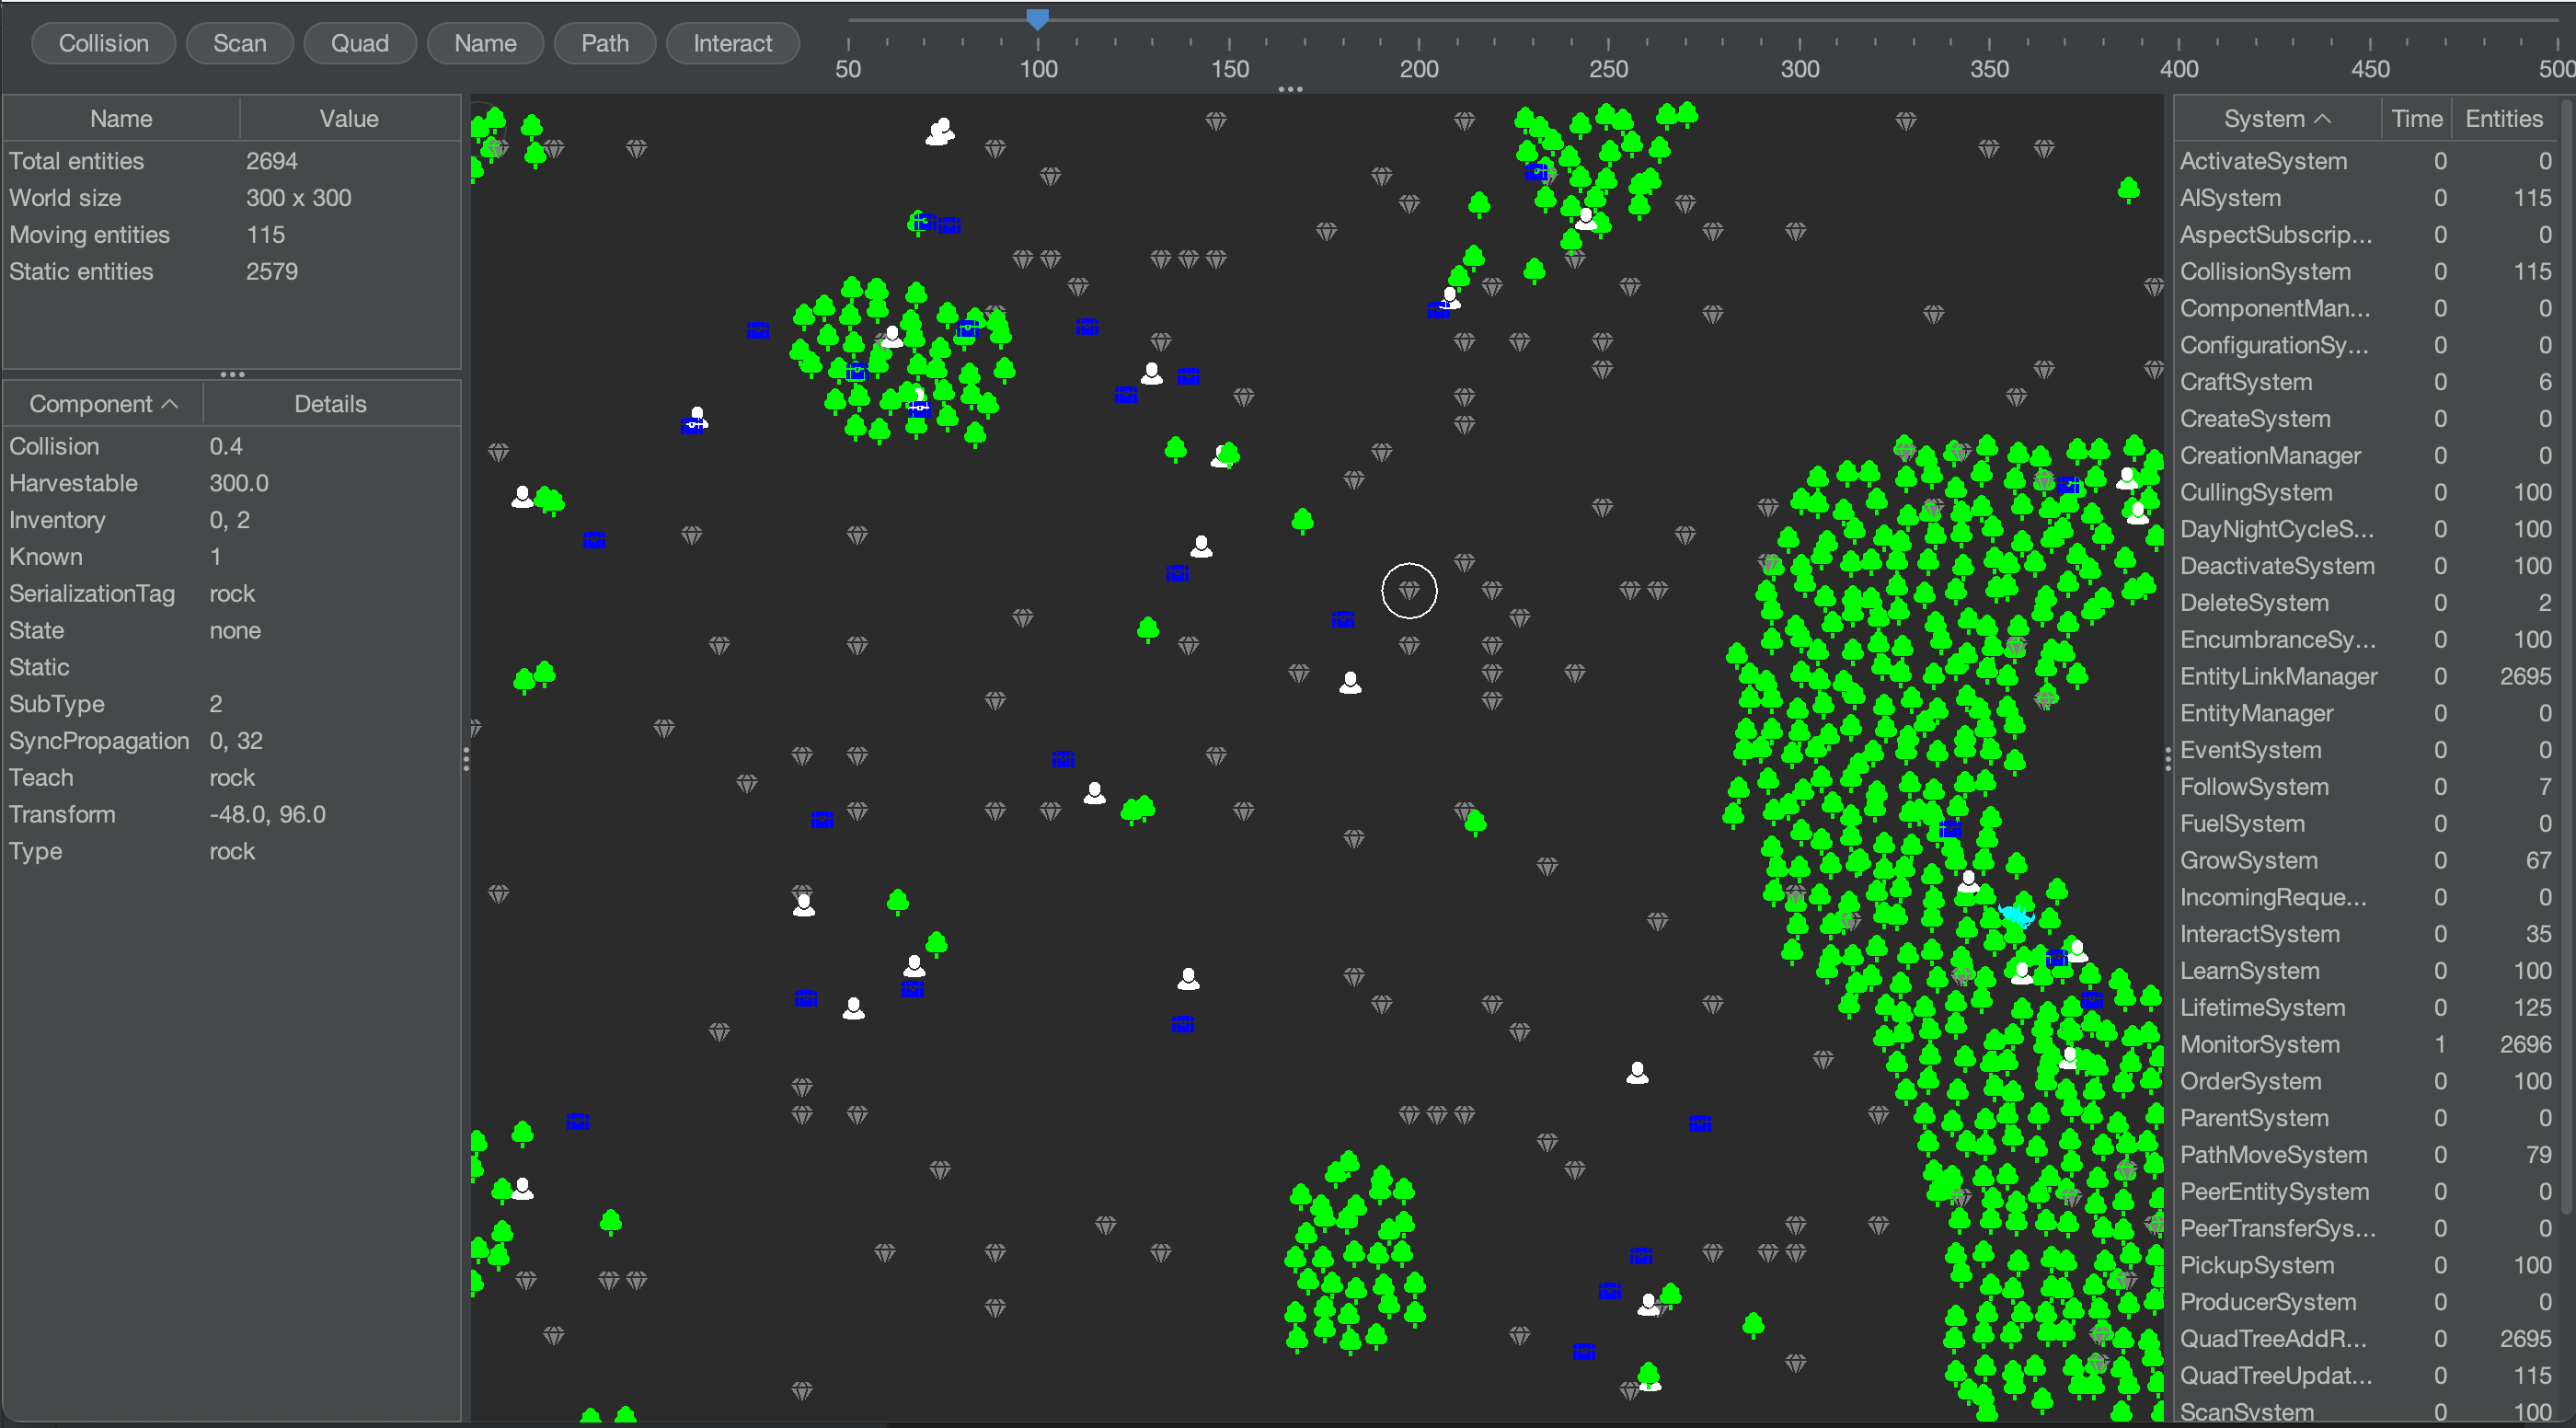 Collision Scan Quad Name Path Interact
50 100 150 200 250 300 350 400 450 500
Name Value
Total entities 2694
World size 300 x 300
Moving entities 115
Static entities 2579
Component Details
Collision 0.4
Harvestable 300.0
Inventory 0, 2
Known 1
SerializationTag rock
State none
Static
SubType 2
SyncPropagation 0, 32
Teach rock
Transform -48.0, 96.0
Type rock
System Time Entities
ActivateSystem 0 0
AISystem 0 115
AspectSubscrip... 0 0
CollisionSystem 0 115
ComponentMan... 0 0
ConfigurationSy... 0 0
CraftSystem 0 6
CreateSystem 0 0
CreationManager 0 0
CullingSystem 0 100
DayNightCycleS... 0 100
DeactivateSystem 0 100
DeleteSystem 0 2
EncumbranceSy... 0 100
EntityLinkManager 0 2695
EntityManager 0 0
EventSystem 0 0
FollowSystem 0 7
FuelSystem 0 0
GrowSystem 0 67
IncomingReque... 0 0
InteractSystem 0 35
LearnSystem 0 100
LifetimeSystem 0 125
MonitorSystem 1 2696
OrderSystem 0 100
ParentSystem 0 0
PathMoveSystem 0 79
PeerEntitySystem 0 0
PeerTransferSys... 0 0
PickupSystem 0 100
ProducerSystem 0 0
QuadTreeAddR... 0 2695
QuadTreeUpdat... 0 115
ScanSystem 0 100